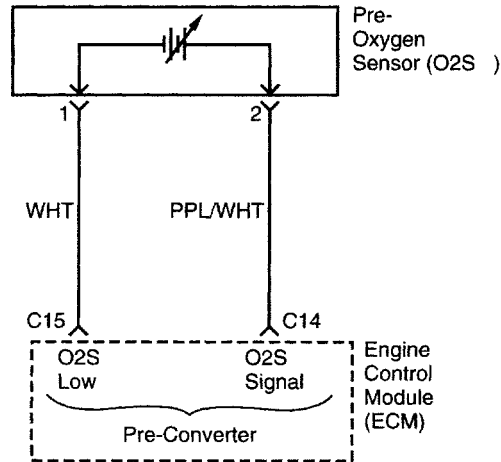 Pre-
Oxygen
Sensor (O2S )
1
2
WHT
PPL/WHT
C15
C14
O2S
Low
O2S
Signal
Pre-Converter
Engine
Control
Module
(ECM)